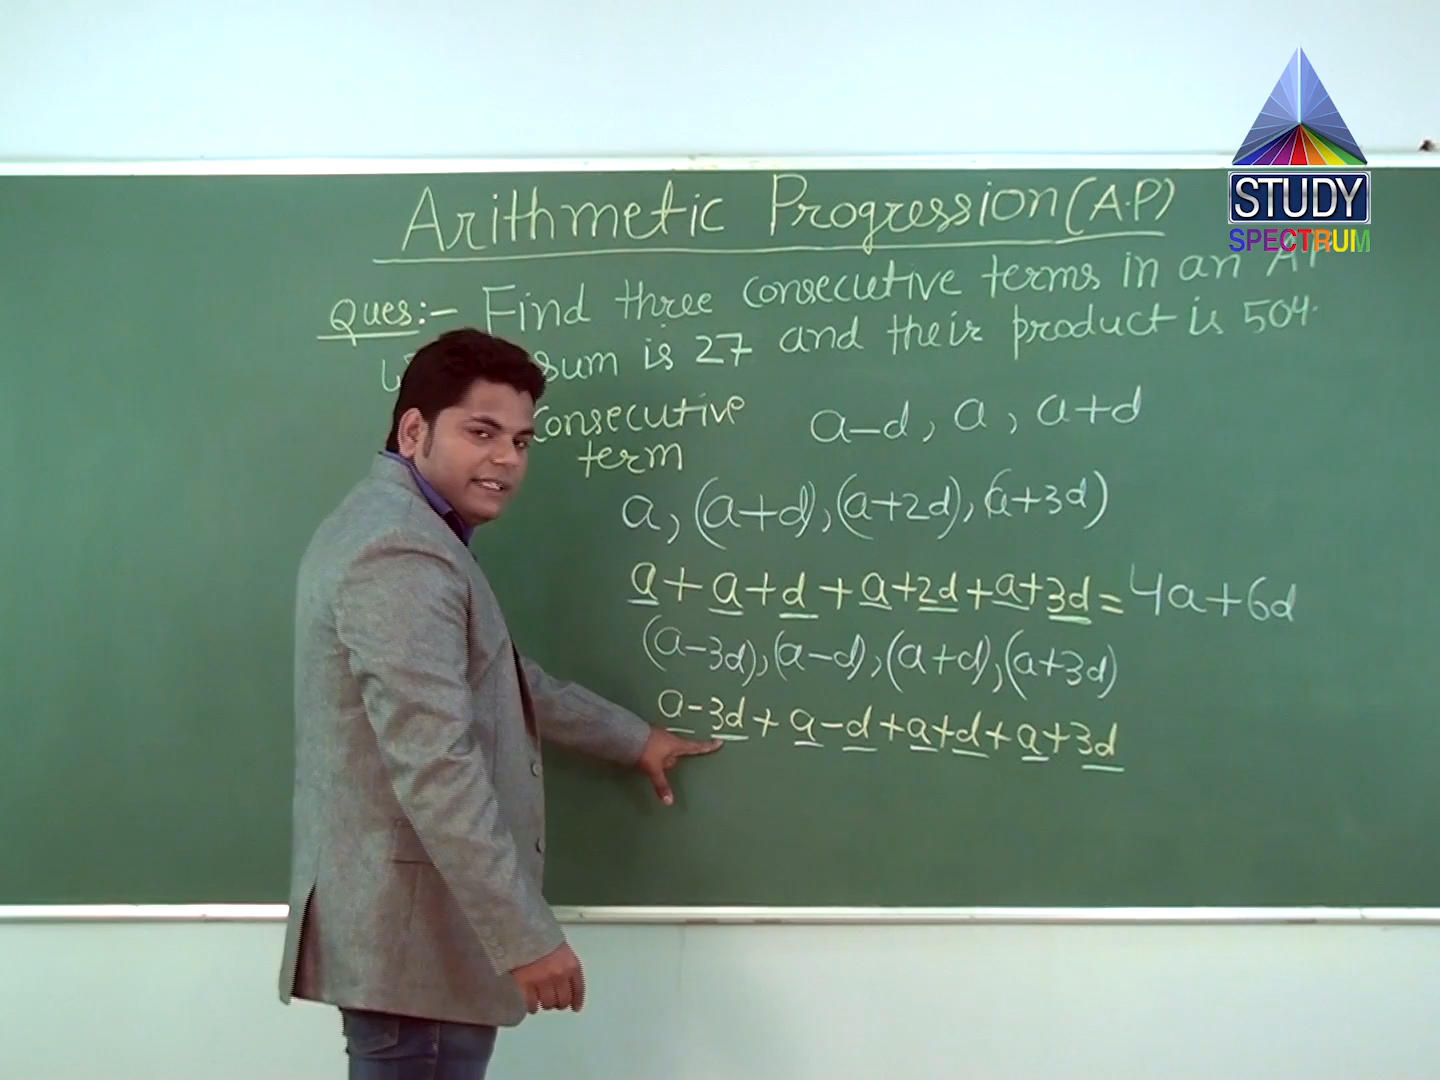 STUDY
SPECTRUM
Arithmetic Progression (A.P)
Ques:- Find three consecutive terms in an AP
sum is 27 and their product is 504.
consecutive
term
a-d, a, a+d
a, (a+d), (a+2d), (a+3d)
a + a + d + a + 2d + a + 3d = 4a + 6d
(a-3d), (a-d), (a+d), (a+3d)
a - 3d + a - d + a + d + a + 3d